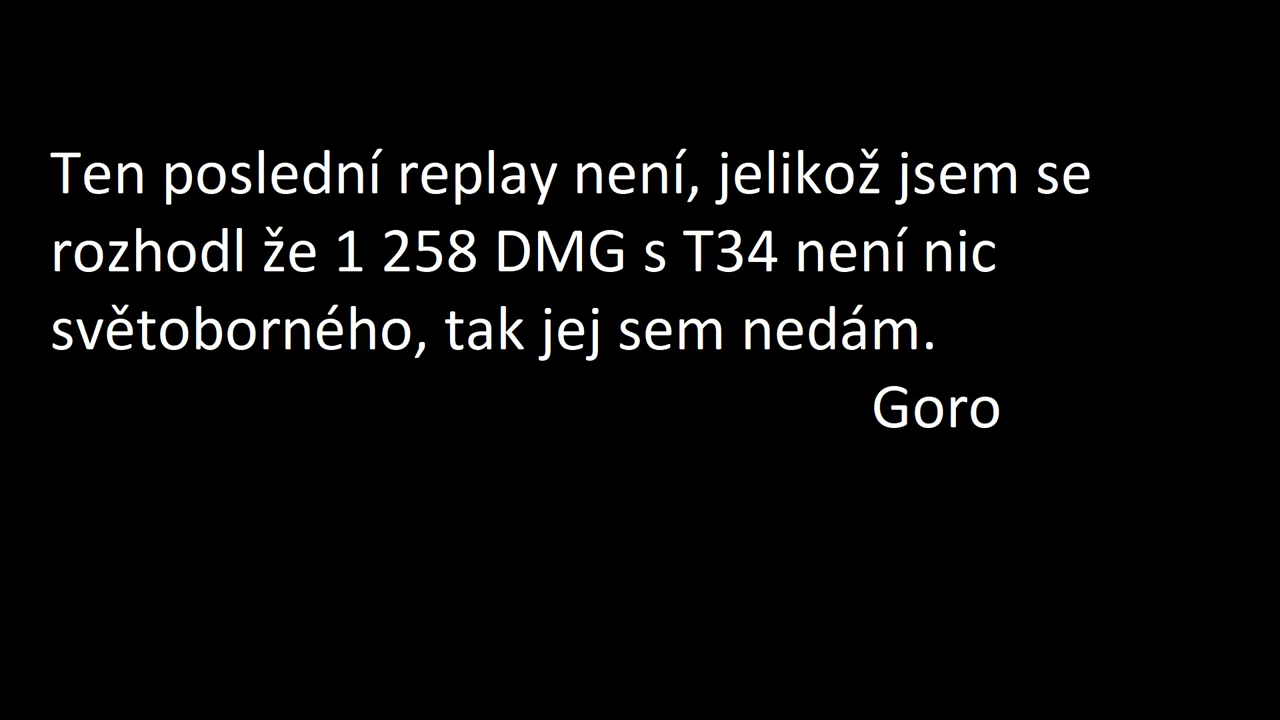 Ten poslední replay není, jelikož jsem se
rozhodl že 1 258 DMG s T34 není nic
světoborného, tak jej sem nedám.
Goro